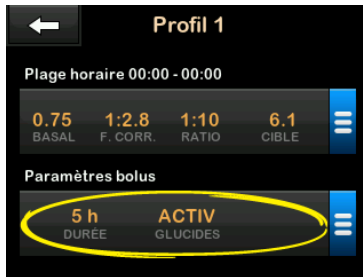 Profil 1
Plage horaire 00:00 - 00:00
0.75 1:2.8 1:10 6.1
BASAL F. CORR. RATIO CIBLE
Paramètres bolus
5 h ACTIV
DURÉE GLUCIDES